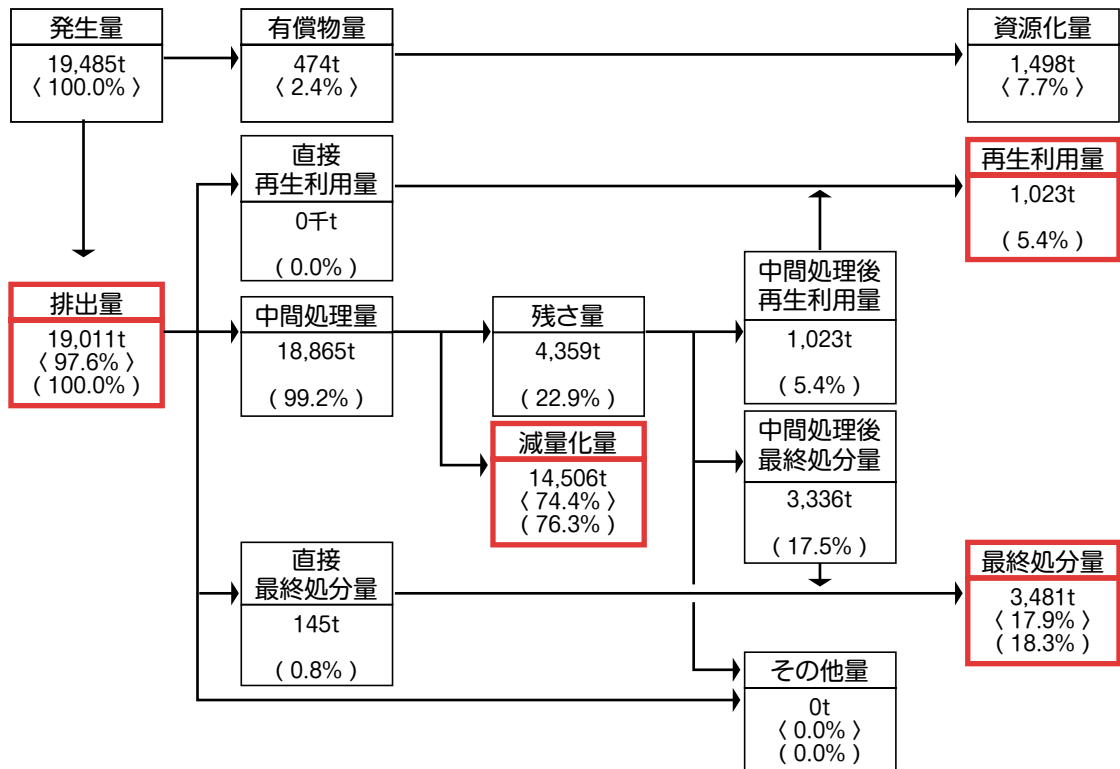 発生量
19,485t
〈 100.0% 〉
有償物量
474t
〈 2.4% 〉
資源化量
1,498t
〈 7.7% 〉
直接
再生利用量
0千t
( 0.0% )
再生利用量
1,023t
( 5.4% )
排出量
19,011t
〈 97.6% 〉
( 100.0% )
中間処理量
18,865t
( 99.2% )
残さ量
4,359t
( 22.9% )
中間処理後
再生利用量
1,023t
( 5.4% )
減量化量
14,506t
〈 74.4% 〉
( 76.3% )
中間処理後
最終処分量
3,336t
( 17.5% )
直接
最終処分量
145t
( 0.8% )
最終処分量
3,481t
〈 17.9% 〉
( 18.3% )
その他量
0t
〈 0.0% 〉
( 0.0% )